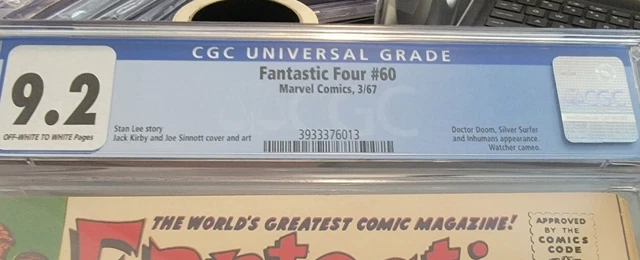 CGC UNIVERSAL GRADE
Fantastic Four #60
Marvel Comics, 3/67
9.2
OFF-WHITE TO WHITE Pages
Stan Lee story
Jack Kirby and Joe Sinnott cover and art
3933376013
Doctor Doom, Silver Surfer
and Inhumans appearance.
Watcher cameo.
CGC
THE WORLD'S GREATEST COMIC MAGAZINE!
Fantasti
APPROVED
BY THE
COMICS
CODE